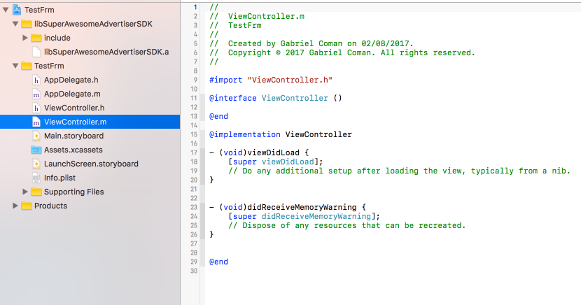 TestFrm
libSuperAwesomeAdvertiserSDK
include
libSuperAwesomeAdvertiserSDK.a
TestFrm
AppDelegate.h
AppDelegate.m
ViewController.h
ViewController.m
Main.storyboard
Assets.xcassets
LaunchScreen.storyboard
Info.plist
Supporting Files
Products
1 //
2 //  ViewController.m
3 //  TestFrm
4 //
5 //  Created by Gabriel Coman on 02/08/2017.
6 //  Copyright © 2017 Gabriel Coman. All rights reserved.
7 //
8
9 #import "ViewController.h"
10
11 @interface ViewController ()
12
13 @end
14
15 @implementation ViewController
16
17 - (void)viewDidLoad {
18     [super viewDidLoad];
19     // Do any additional setup after loading the view, typically from a nib.
20 }
21
22
23 - (void)didReceiveMemoryWarning {
24     [super didReceiveMemoryWarning];
25     // Dispose of any resources that can be recreated.
26 }
27
28
29 @end
30